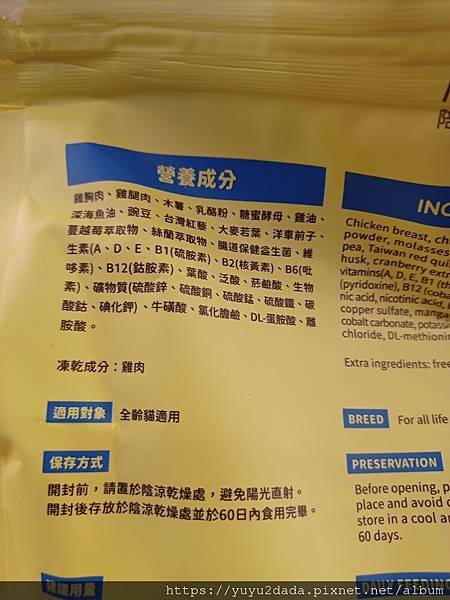 陪
營養成分
雞胸肉、雞腿肉、木薯、乳酪粉、糖蜜酵母、雞油、
深海魚油、豌豆、台灣紅藜、大麥若葉、洋車前子、
蔓越莓萃取物、絲蘭萃取物、腸道保健益生菌、維
生素(A、D、E、B1(硫胺素)、B2(核黃素)、B6(吡
哆素)、B12(鈷胺素)、葉酸、泛酸、菸鹼酸、生物
素)、礦物質(硫酸鋅、硫酸銅、硫酸錳、硫酸鐵、碳
酸鈷、碘化鉀)、牛磺酸、氯化膽鹼、DL-蛋胺酸、離
胺酸。
凍乾成分：雞肉
適用對象 全齡貓適用
保存方式
開封前，請置於陰涼乾燥處，避免陽光直射。
開封後存放於陰涼乾燥處並於60日內食用完畢。
建議用量
ING
Chicken breast, ch
powder, molasses
pea, Taiwan red qui
husk, cranberry ext
vitamins(A, D, E, B1 (th
(pyridoxine), B12 (coba
nic acid, nicotinic acid, 
copper sulfate, manga
cobalt carbonate, potass
chloride, DL-methionin
Extra ingredients: free
BREED For all life
PRESERVATION
Before opening, p
place and avoid d
store in a cool an
60 days.
DAILY FEEDING
https://yuyu2dada.pixnet.net/album